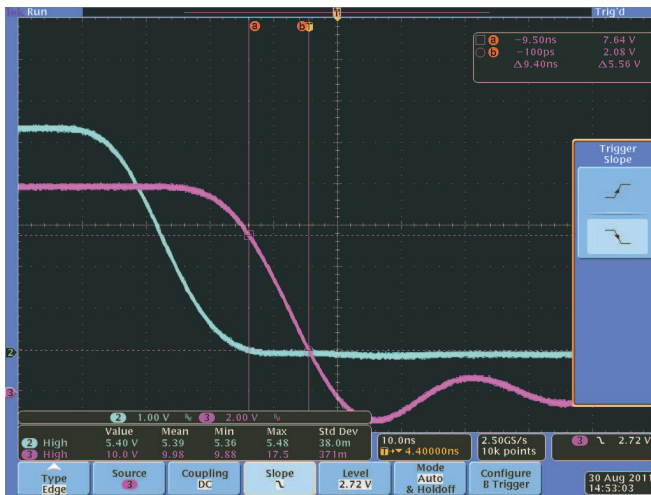 Tek Run
Trig'd
a
b T
T
a −9.50ns 7.64 V
b −100ps 2.08 V
Δ9.40ns Δ5.56 V
Trigger
Slope
2
3
2 1.00 V 3 2.00 V
Value Mean Min Max Std Dev
2 High 5.40 V 5.39 5.36 5.48 38.0m
3 High 10.0 V 9.98 9.88 17.5 371m
10.0ns
T→▼ 4.40000ns
2.50GS/s
10k points
3 2.72 V
Type
Edge
Source
3
Coupling
DC
Slope
Level
2.72 V
Mode
Auto
& Holdoff
Configure
B Trigger
30 Aug 2011
14:53:03